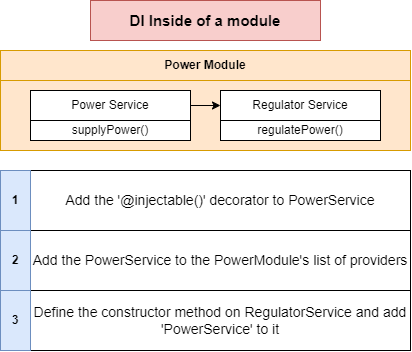 DI Inside of a module
Power Module
Power Service
Regulator Service
supplyPower()
regulatePower()
1
Add the '@injectable()' decorator to PowerService
2
Add the PowerService to the PowerModule's list of providers
3
Define the constructor method on RegulatorService and add
'PowerService' to it